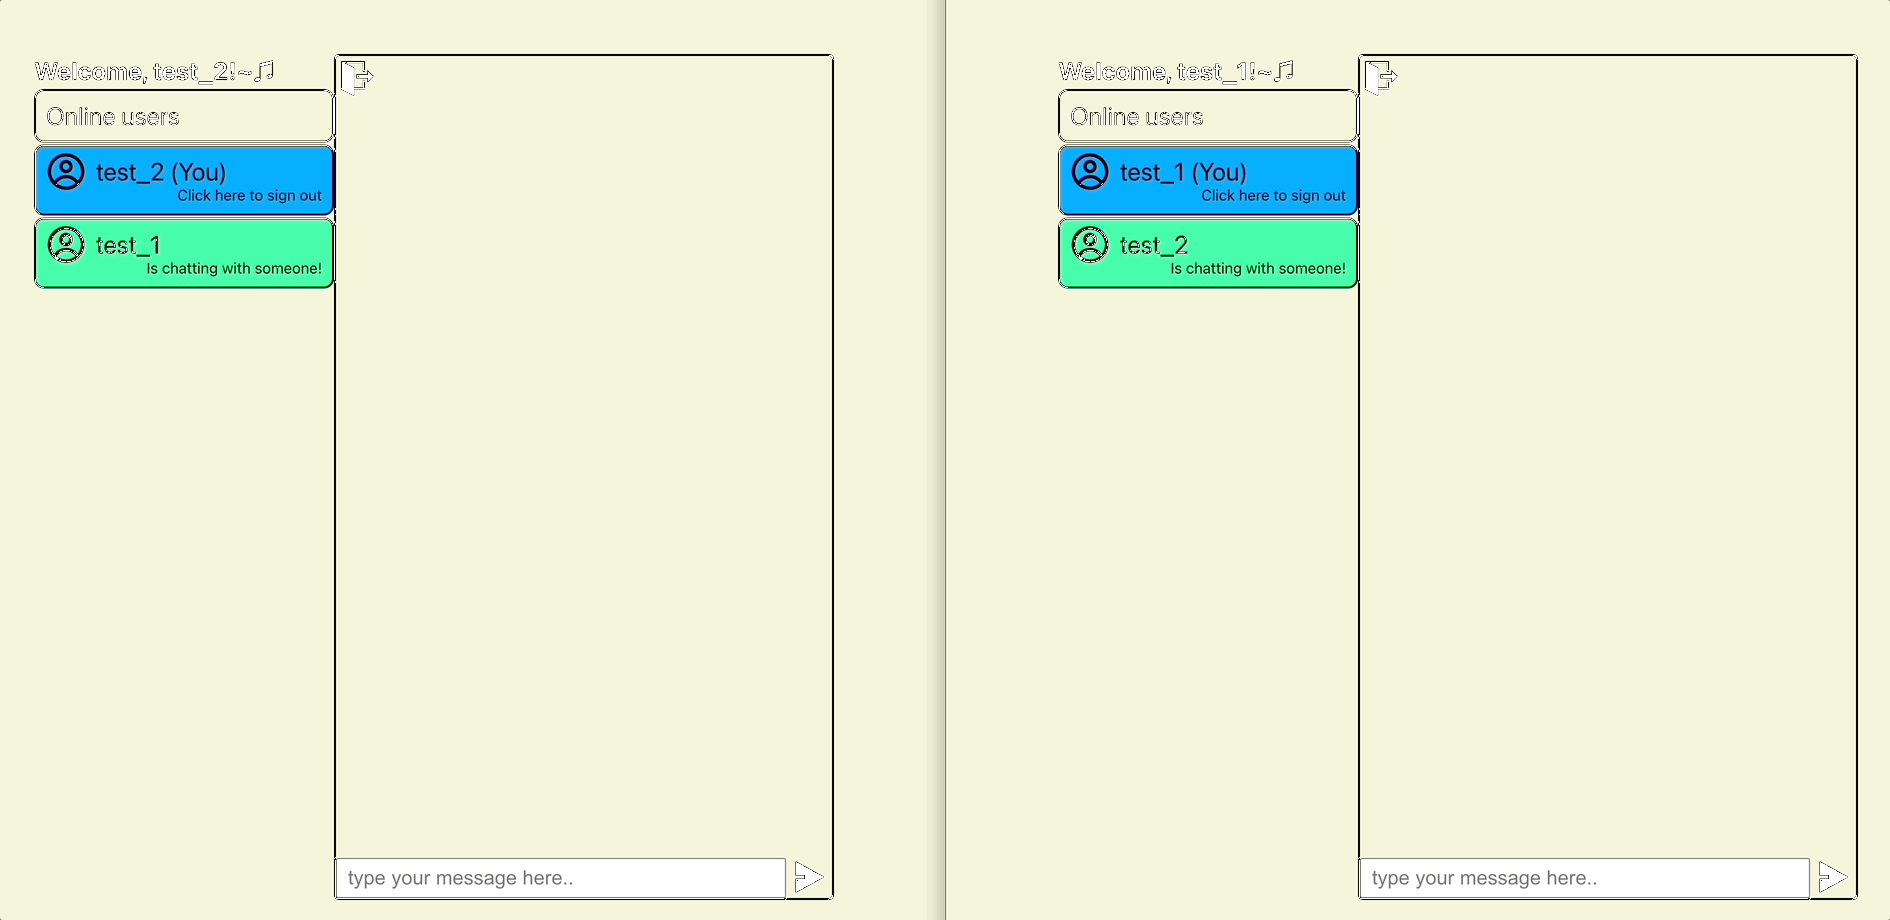 Welcome, test_2!~♫
Online users
test_2 (You)
Click here to sign out
test_1
Is chatting with someone!
type your message here..
Welcome, test_1!~♫
Online users
test_1 (You)
Click here to sign out
test_2
Is chatting with someone!
type your message here..